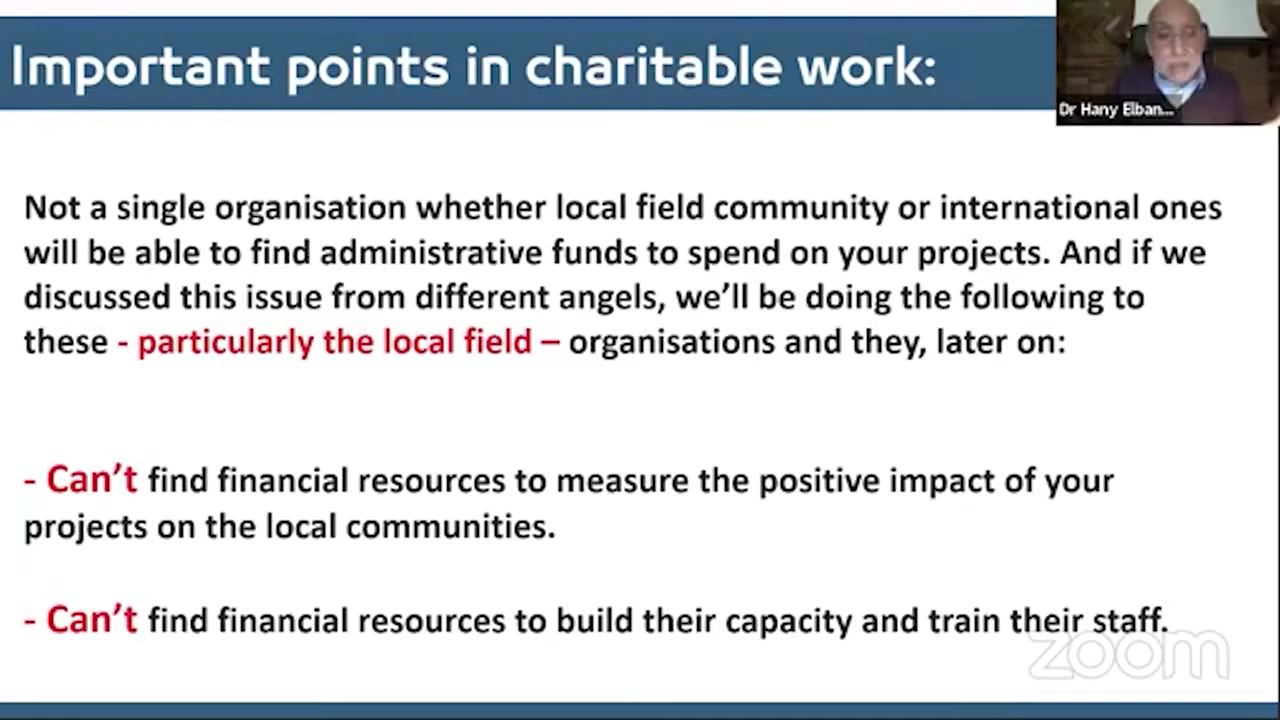 Important points in charitable work:
Dr Hany Elban...
Not a single organisation whether local field community or international ones
will be able to find administrative funds to spend on your projects. And if we
discussed this issue from different angels, we’ll be doing the following to
these - particularly the local field – organisations and they, later on:
- Can’t find financial resources to measure the positive impact of your
projects on the local communities.
- Can’t find financial resources to build their capacity and train their staff.
zoom